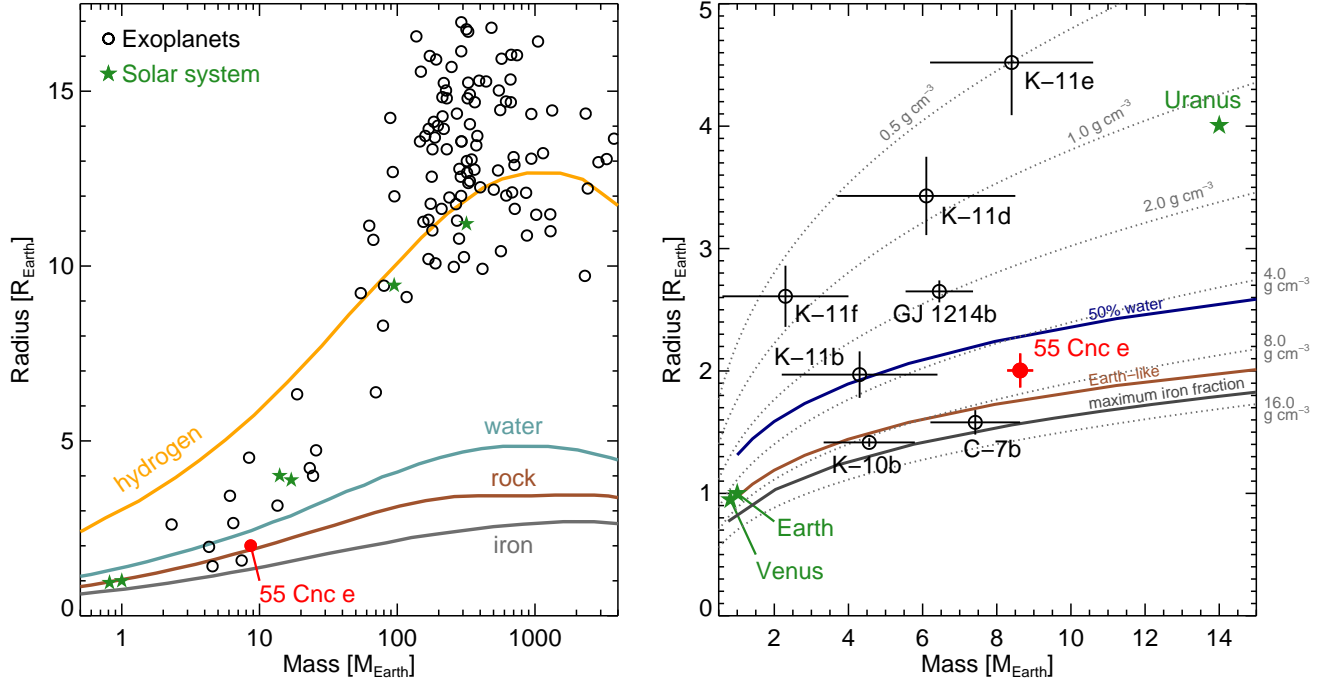 Exoplanets
Solar system
hydrogen
water
rock
iron
55 Cnc e
0
5
10
15
Radius [R_Earth]
1
10
100
1000
Mass [M_Earth]
0
1
2
3
4
5
Radius [R_Earth]
K−11e
Uranus
0.5 g cm⁻³
1.0 g cm⁻³
K−11d
2.0 g cm⁻³
K−11f
GJ 1214b
4.0
g cm⁻³
50% water
K−11b
55 Cnc e
8.0
g cm⁻³
Earth−like
maximum iron fraction
16.0
g cm⁻³
K−10b
C−7b
Earth
Venus
2
4
6
8
10
12
14
Mass [M_Earth]